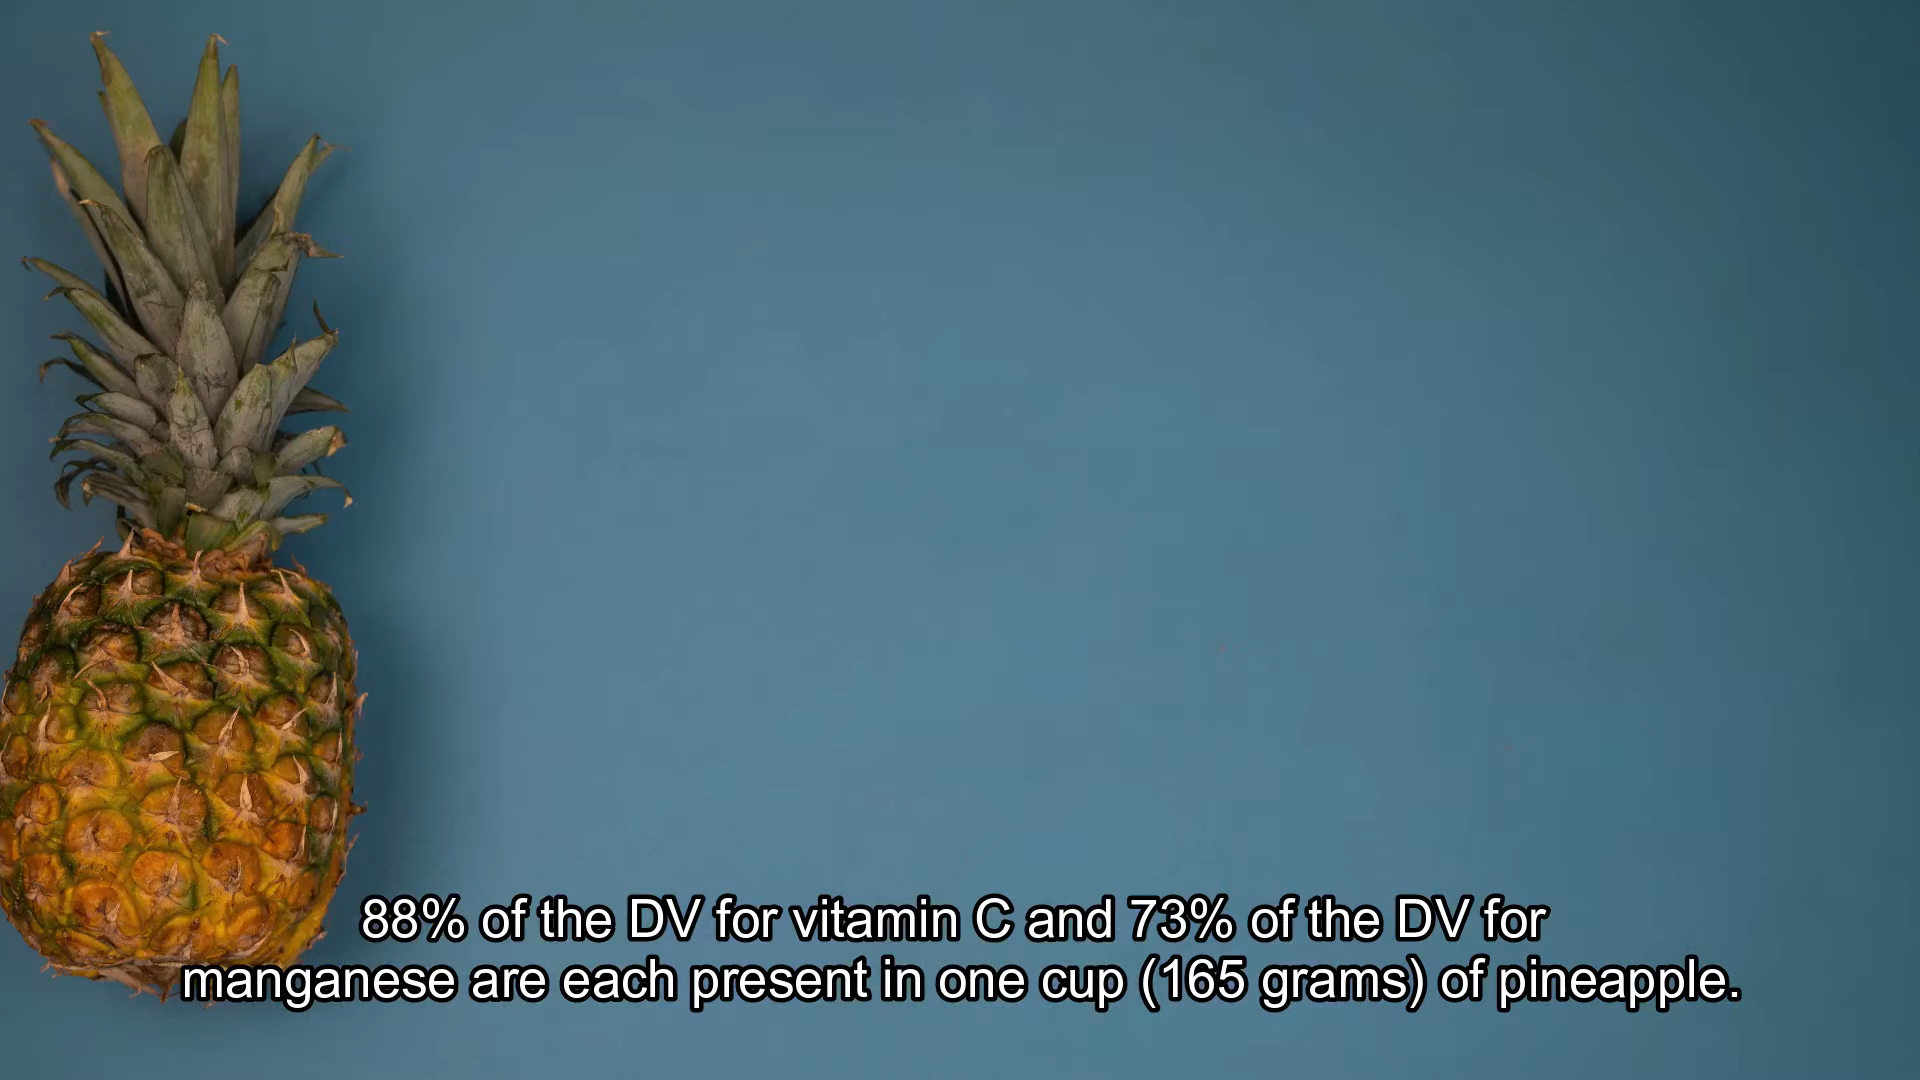 88% of the DV for vitamin C and 73% of the DV for
manganese are each present in one cup (165 grams) of pineapple.